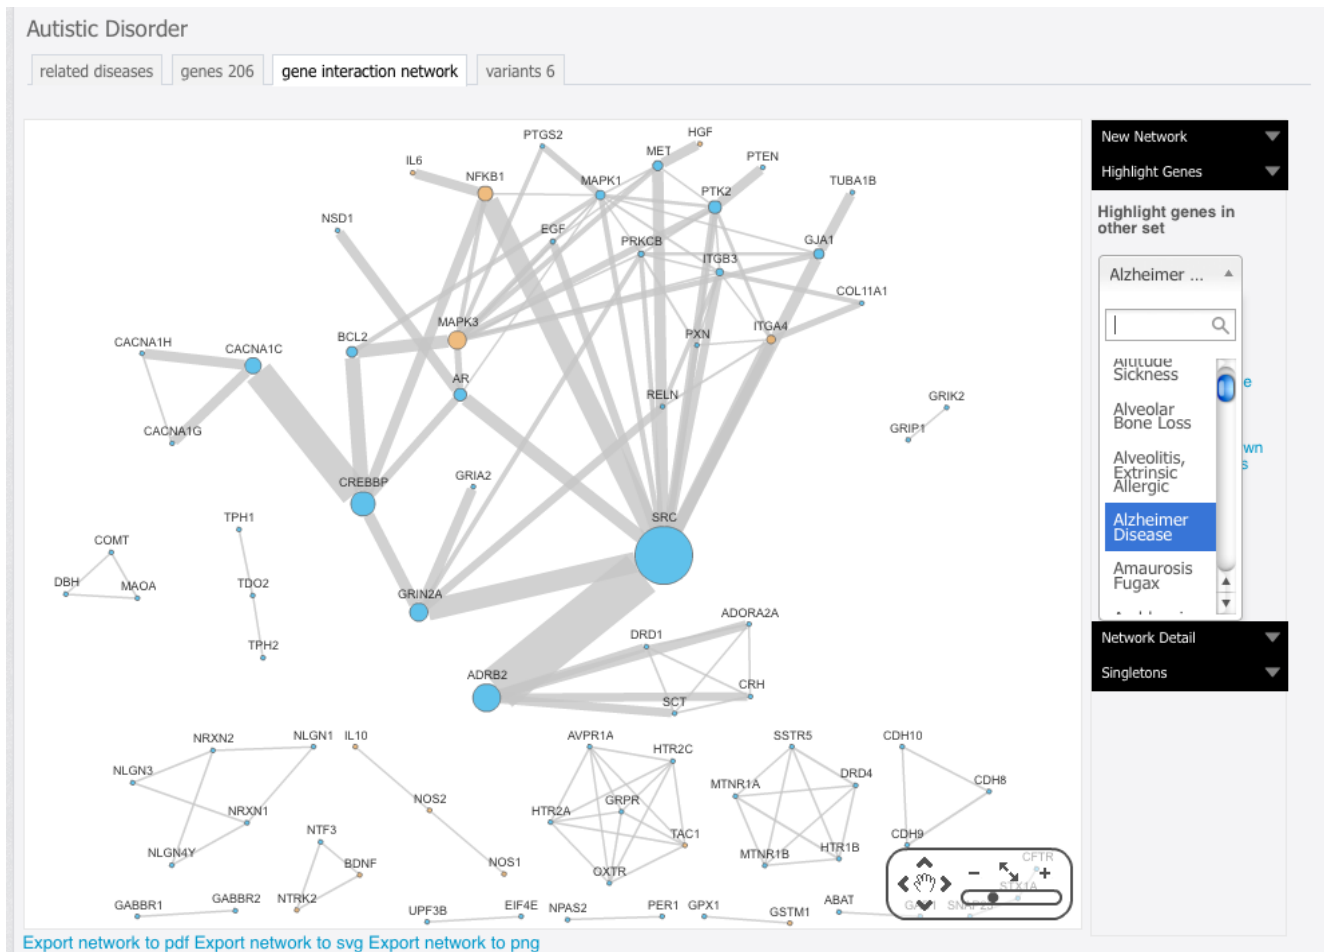 Autistic Disorder
related diseases
genes 206
gene interaction network
variants 6
New Network
Highlight Genes
Highlight genes in
other set
Alzheimer ...
Sickness
Alveolar
Bone Loss
Alveolitis,
Extrinsic
Allergic
Alzheimer
Disease
Amaurosis
Fugax
e
wn
s
Network Detail
Singletons
PTGS2
HGF
IL6
MET
PTEN
NFKB1
MAPK1
PTK2
TUBA1B
NSD1
EGF
PRKCB
GJA1
ITGB3
COL11A1
MAPK3
ITGA4
CACNA1H
CACNA1C
BCL2
PXN
AR
RELN
GRIK2
CACNA1G
GRIP1
CREBBP
GRIA2
TPH1
SRC
COMT
DBH
MAOA
TDO2
GRIN2A
TPH2
DRD1
ADORA2A
ADRB2
CRH
SCT
NRXN2
NLGN1
IL10
AVPR1A
HTR2C
SSTR5
CDH10
NLGN3
DRD4
CDH8
MTNR1A
NOS2
GRPR
NRXN1
HTR2A
NTF3
TAC1
CDH9
NLGN4Y
BDNF
NOS1
OXTR
MTNR1B
HTR1B
CFTR
STX1A
GABBR1
GABBR2
NTRK2
UPF3B
EIF4E
NPAS2
PER1
GPX1
GSTM1
ABAT
SNAP25
Export network to pdf Export network to svg Export network to png